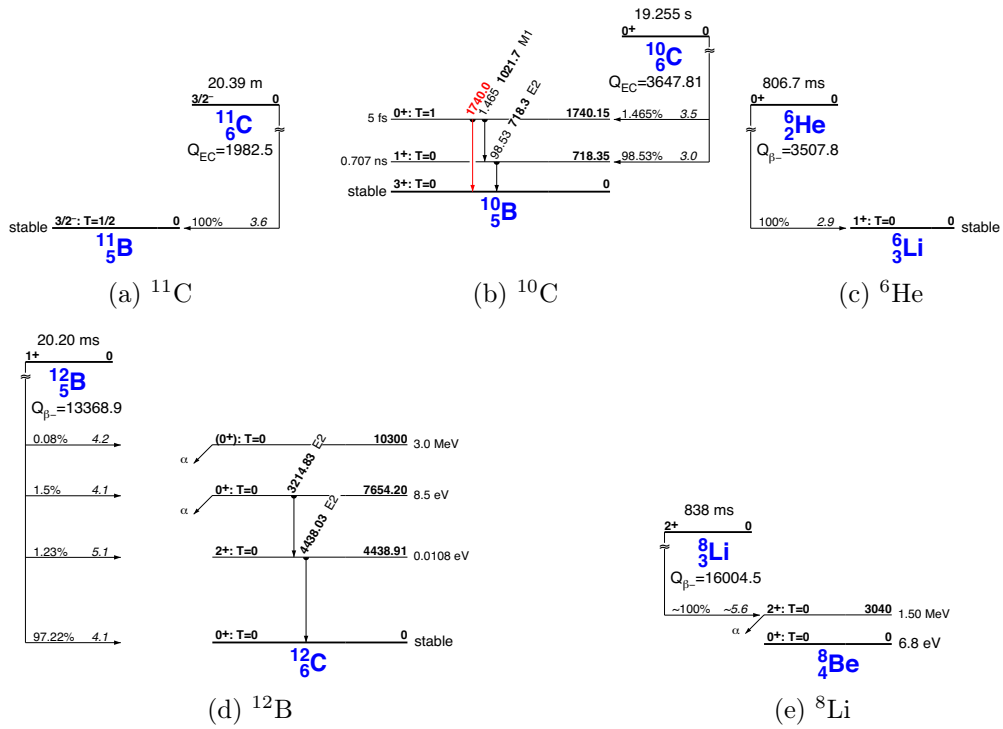 20.39 m
3/2⁻ 0
¹¹₆C
Q_EC=1982.5
stable 3/2⁻: T=1/2 0
100% 3.6
¹¹₅B
(a) ¹¹C
19.255 s
0+ 0
¹⁰₆C
Q_EC=3647.81
1740.0
1.465 1021.7 M1
98.53 718.3 E2
5 fs 0+: T=1 1740.15 1.465% 3.5
0.707 ns 1+: T=0 718.35 98.53% 3.0
stable 3+: T=0 0
¹⁰₅B
(b) ¹⁰C
806.7 ms
0+ 0
⁶₂He
Q_β−=3507.8
100% 2.9
1+: T=0 0 stable
⁶₃Li
(c) ⁶He
20.20 ms
1+ 0
¹²₅B
Q_β−=13368.9
0.08% 4.2
(0+): T=0 10300 3.0 MeV
α
3214.83 E2
1.5% 4.1
0+: T=0 7654.20 8.5 eV
α
4438.03 E2
1.23% 5.1
2+: T=0 4438.91 0.0108 eV
97.22% 4.1
0+: T=0 0 stable
¹²₆C
(d) ¹²B
838 ms
2+ 0
⁸₃Li
Q_β−=16004.5
~100% ~5.6
2+: T=0 3040 1.50 MeV
α
0+: T=0 0 6.8 eV
⁸₄Be
(e) ⁸Li